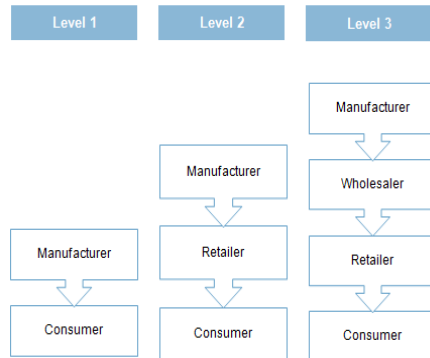 Level 1
Level 2
Level 3
Manufacturer
Consumer
Manufacturer
Retailer
Consumer
Manufacturer
Wholesaler
Retailer
Consumer